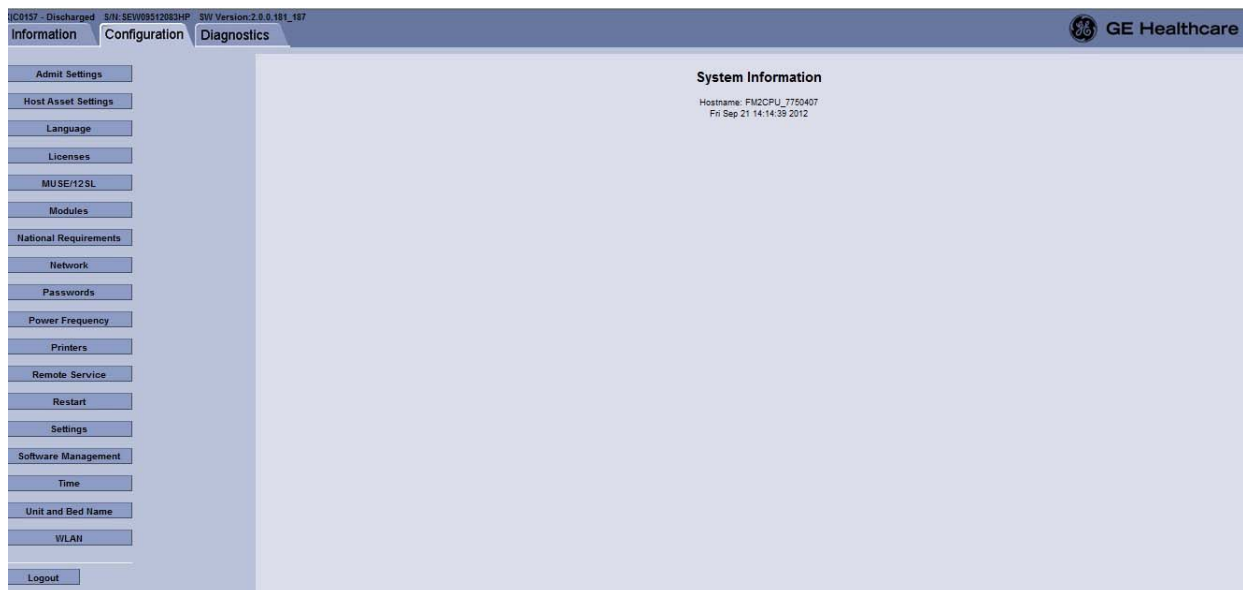 C0157 - Discharged S/N: SEW09512083HP SW Version:2.0.0.181_187
Information Configuration Diagnostics
GE Healthcare
Admit Settings
Host Asset Settings
Language
Licenses
MUSE/12SL
Modules
National Requirements
Network
Passwords
Power Frequency
Printers
Remote Service
Restart
Settings
Software Management
Time
Unit and Bed Name
WLAN
Logout
System Information
Hostname: FM2CPU_7750407
Fri Sep 21 14:14:39 2012